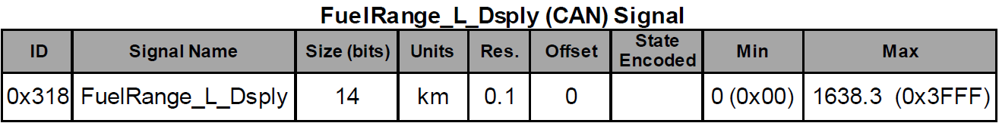 FuelRange_L_Dsply (CAN) Signal
ID Signal Name Size (bits) Units Res. Offset State Encoded Min Max
0x318 FuelRange_L_Dsply 14 km 0.1 0 0 (0x00) 1638.3 (0x3FFF)